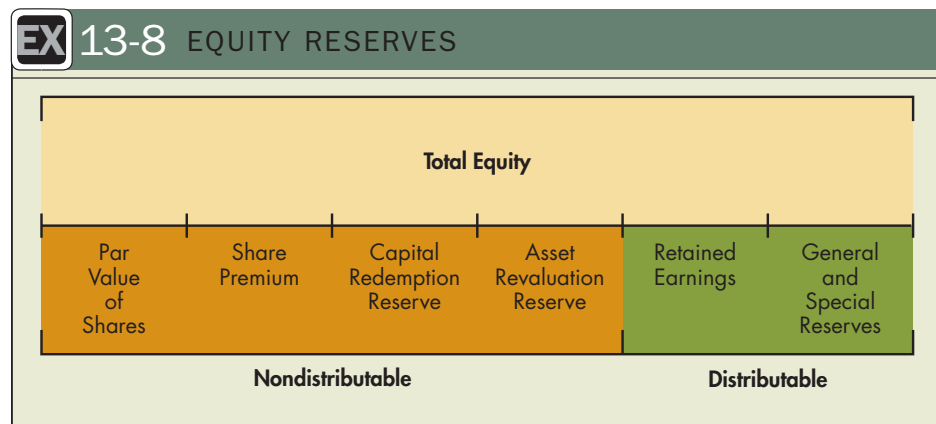 EX 13-8 EQUITY RESERVES
Total Equity
Par
Value
of
Shares
Share
Premium
Capital
Redemption
Reserve
Asset
Revaluation
Reserve
Retained
Earnings
General
and
Special
Reserves
Nondistributable
Distributable